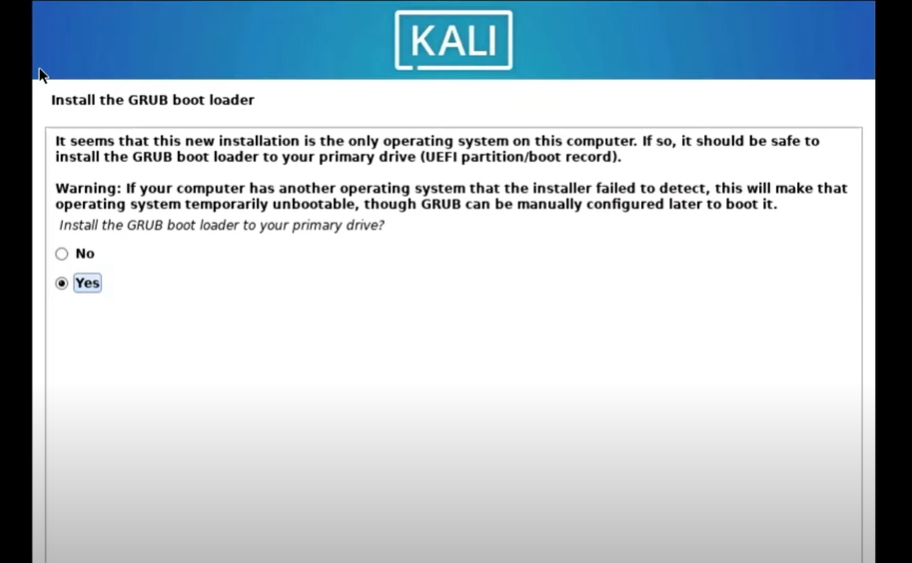 KALI
Install the GRUB boot loader
It seems that this new installation is the only operating system on this computer. If so, it should be safe to
install the GRUB boot loader to your primary drive (UEFI partition/boot record).
Warning: If your computer has another operating system that the installer failed to detect, this will make that
operating system temporarily unbootable, though GRUB can be manually configured later to boot it.
Install the GRUB boot loader to your primary drive?
No
Yes